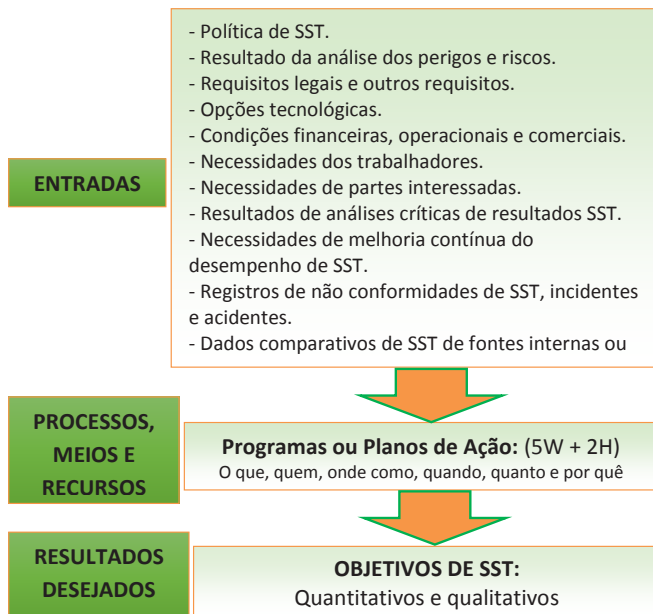 - Política de SST.
- Resultado da análise dos perigos e riscos.
- Requisitos legais e outros requisitos.
- Opções tecnológicas.
- Condições financeiras, operacionais e comerciais.
- Necessidades dos trabalhadores.
- Necessidades de partes interessadas.
- Resultados de análises críticas de resultados SST.
- Necessidades de melhoria contínua do
desempenho de SST.
- Registros de não conformidades de SST, incidentes
e acidentes.
- Dados comparativos de SST de fontes internas ou
ENTRADAS
PROCESSOS,
MEIOS E
RECURSOS
Programas ou Planos de Ação: (5W + 2H)
O que, quem, onde como, quando, quanto e por quê
RESULTADOS
DESEJADOS
OBJETIVOS DE SST:
Quantitativos e qualitativos